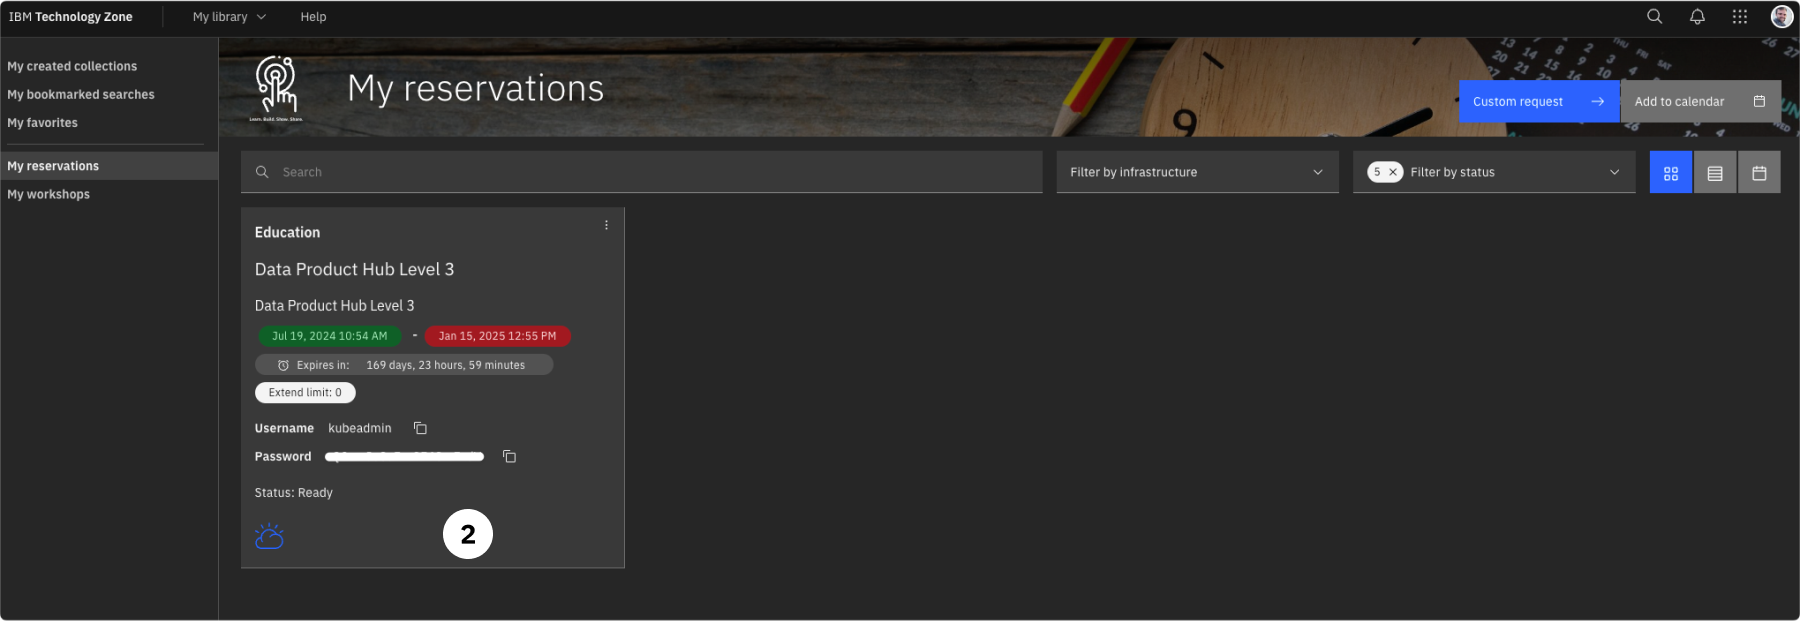 IBM Technology Zone
My library
Help
My created collections
My bookmarked searches
My favorites
My reservations
My workshops
Learn. Build. Show. Share.
My reservations
Custom request
Add to calendar
Search
Filter by infrastructure
5 Filter by status
Education
Data Product Hub Level 3
Data Product Hub Level 3
Jul 19, 2024 10:54 AM - Jan 15, 2025 12:55 PM
Expires in: 169 days, 23 hours, 59 minutes
Extend limit: 0
Username kubeadmin
Password
Status: Ready
2